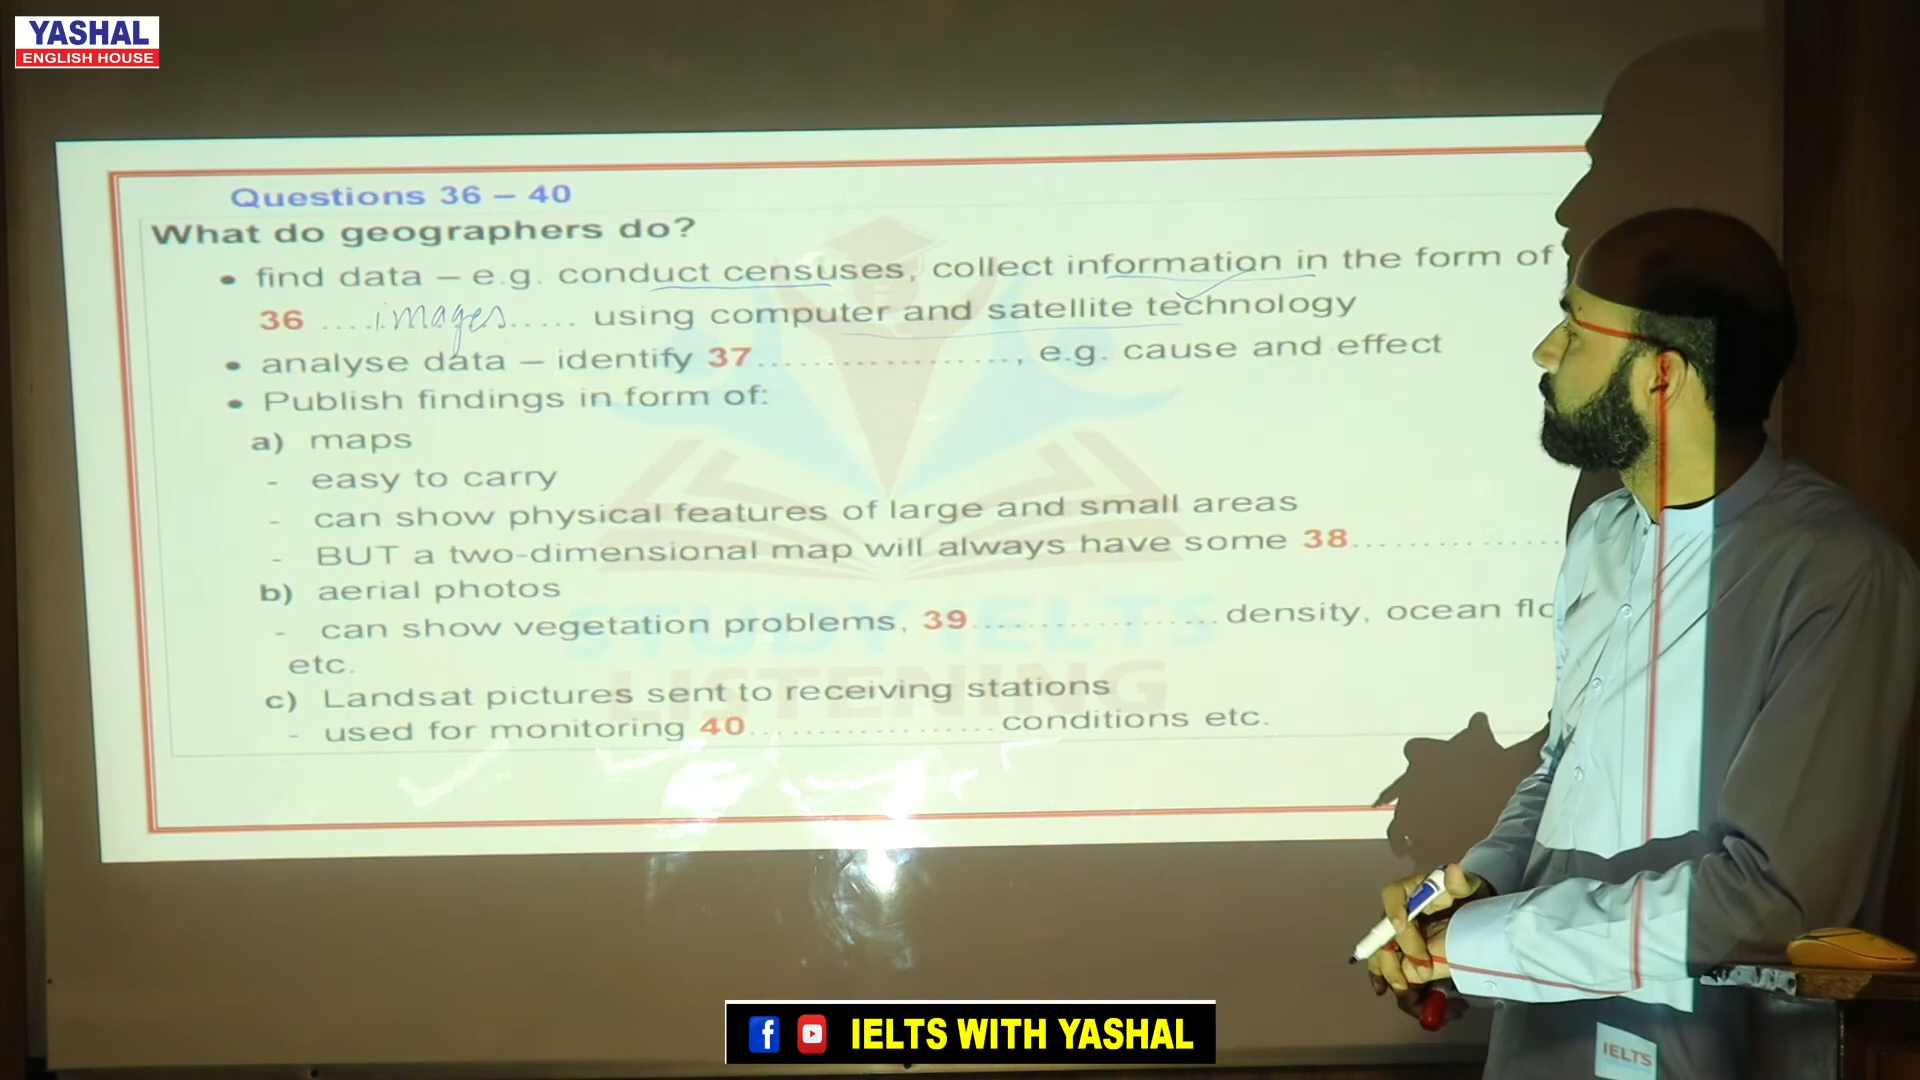 YASHAL
ENGLISH HOUSE
Questions 36 – 40
What do geographers do?
• find data – e.g. conduct censuses, collect information in the form of
36 ....images..... using computer and satellite technology
• analyse data – identify 37..................., e.g. cause and effect
• Publish findings in form of:
a) maps
- easy to carry
- can show physical features of large and small areas
- BUT a two-dimensional map will always have some 38...............
b) aerial photos
- can show vegetation problems, 39.................. density, ocean
etc.
c) Landsat pictures sent to receiving stations
- used for monitoring 40.................. conditions etc.
STUDY IELTS
LISTENING
IELTS WITH YASHAL
IELTS